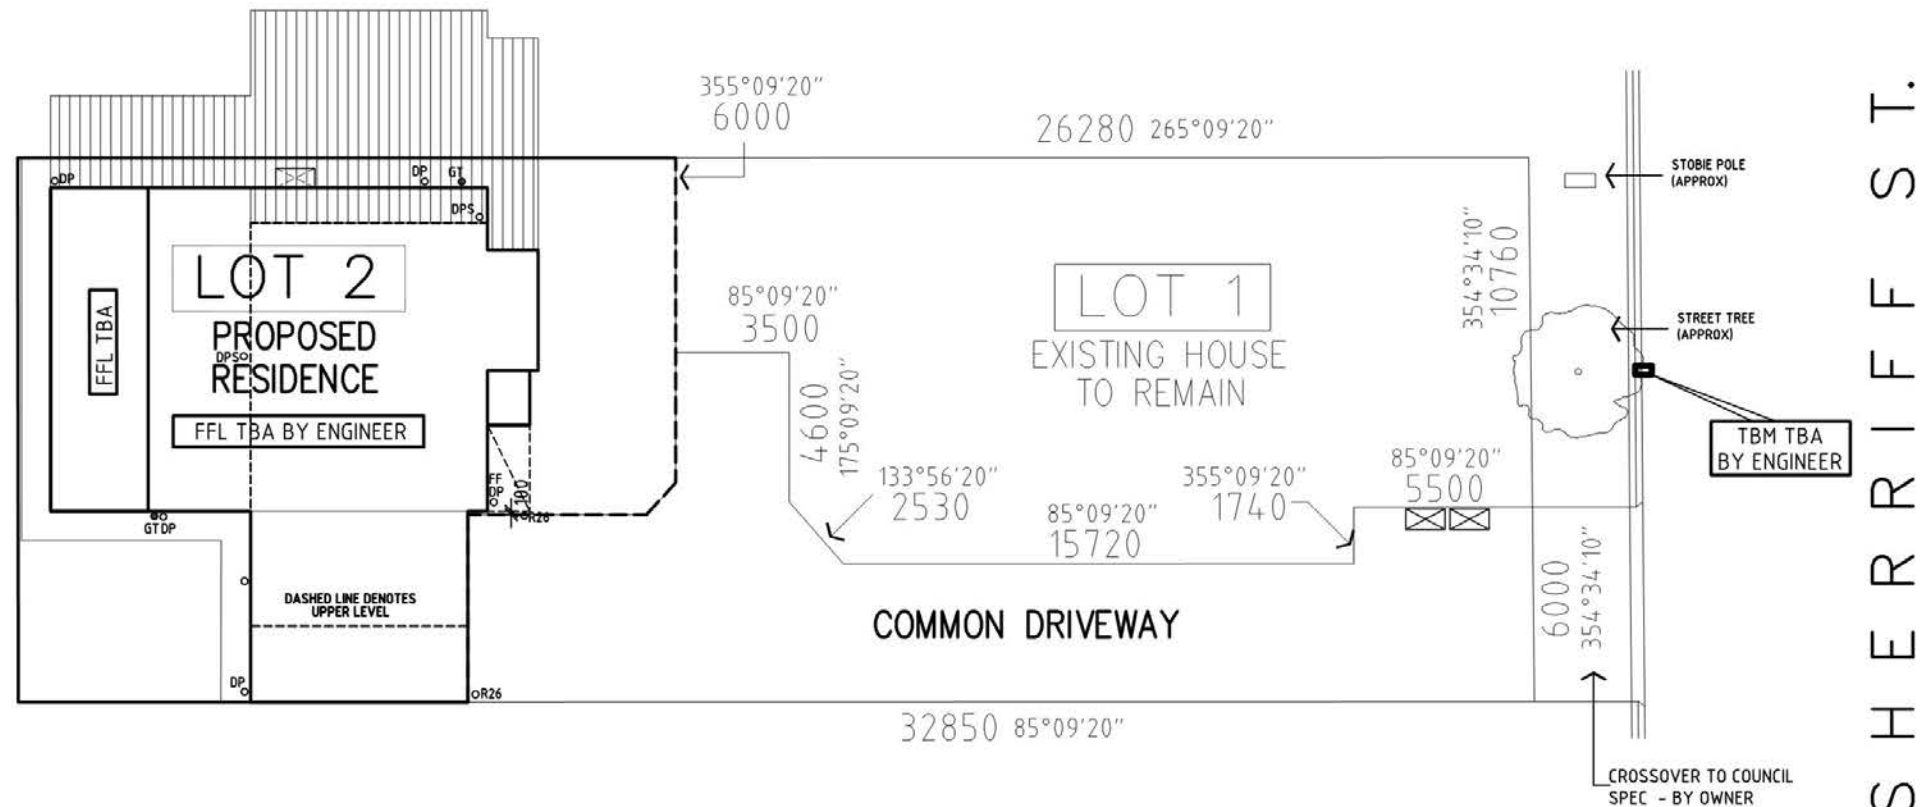 355°09'20"
6000
26280 265°09'20"
STOBIE POLE
(APPROX)
DP
DP
GT
DPS
LOT 2
PROPOSED
RESIDENCE
DPS
FFL TBA
FFL TBA BY ENGINEER
85°09'20"
3500
LOT 1
EXISTING HOUSE
TO REMAIN
354°34'10"
10760
STREET TREE
(APPROX)
TBM TBA
BY ENGINEER
4600
175°09'20"
133°56'20"
2530
355°09'20"
1740
85°09'20"
5500
85°09'20"
15720
FF
DP
100
R26
GT DP
DASHED LINE DENOTES
UPPER LEVEL
COMMON DRIVEWAY
6000
354°34'10"
DP
R26
32850 85°09'20"
CROSSOVER TO COUNCIL
SPEC - BY OWNER
SHERRIFF ST.